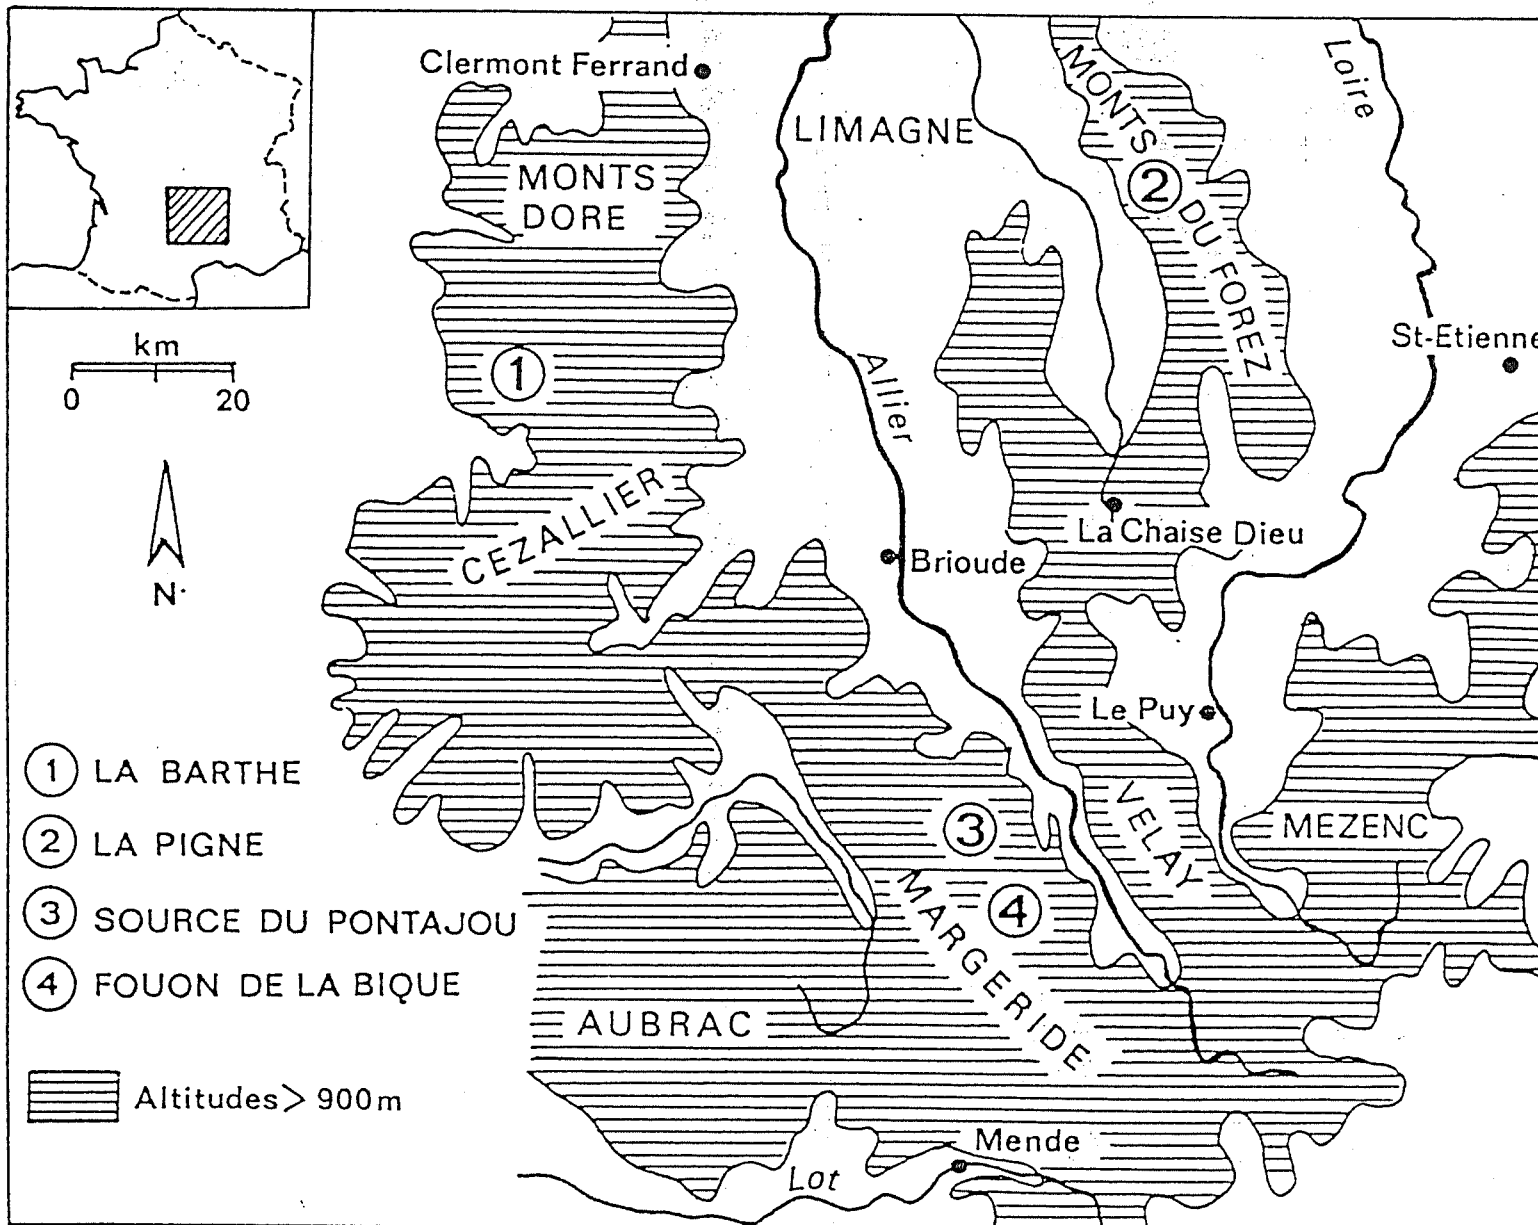 Clermont Ferrand
LIMAGNE
MONTS DU FOREZ
Loire
MONTS
DORE
2
km
0 20
1
Allier
St-Etienne
CEZALLIER
La Chaise Dieu
Brioude
N
Le Puy
1 LA BARTHE
2 LA PIGNE
3 SOURCE DU PONTAJOU
4 FOUON DE LA BIQUE
3
VELAY
MEZENC
4
MARGERIDE
AUBRAC
Altitudes > 900m
Mende
Lot